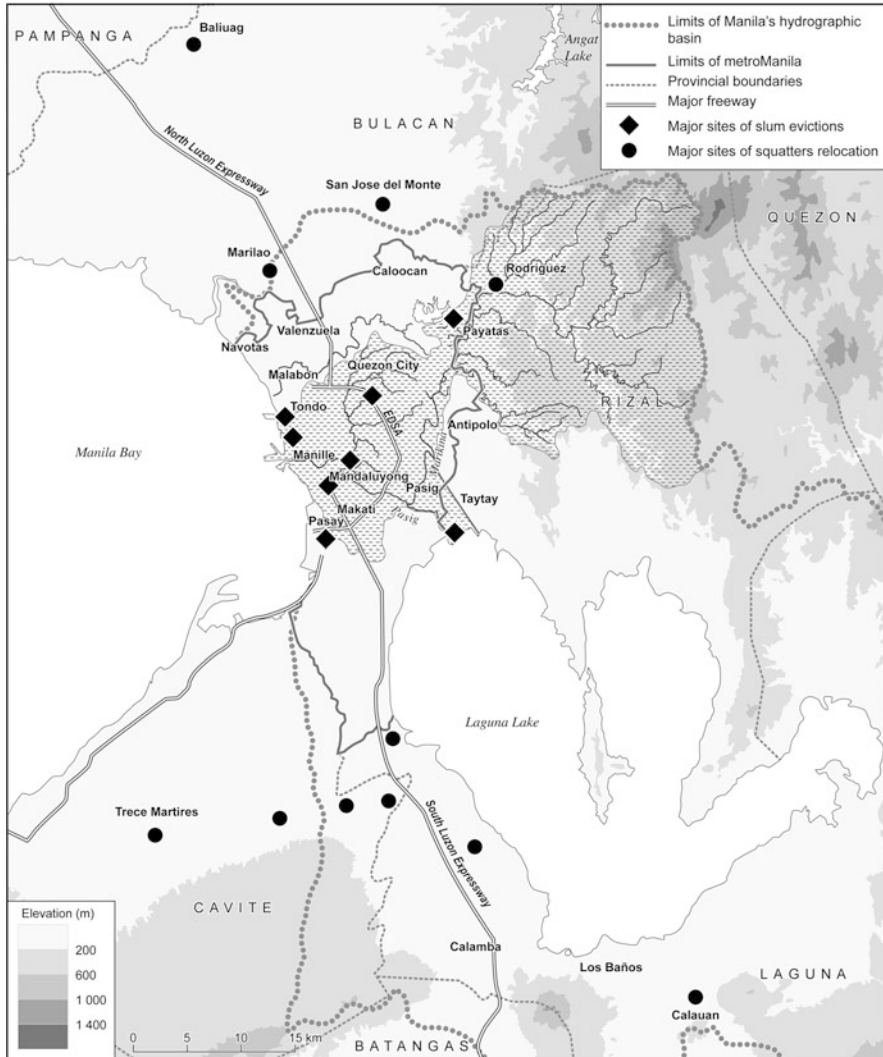 PAMPANGA
Baliuag
Angat
Lake
Limits of Manila's hydrographic
basin
Limits of metroManila
Provincial boundaries
Major freeway
Major sites of slum evictions
Major sites of squatters relocation
BULACAN
North Luzon Expressway
San Jose del Monte
QUEZON
Marilao
Caloocan
Rodriguez
Valenzuela
Payatas
Navotas
Quezon City
Malabon
RIZAL
Tondo
EDSA
Antipolo
Manila Bay
Manille
Marikina
Mandaluyong
Pasig
Taytay
Makati
Pasig
Pasay
Laguna Lake
Trece Martires
South Luzon Expressway
CAVITE
Elevation (m)
200
600
1 000
1 400
Calamba
Los Baños
LAGUNA
Calauan
0 5 10 15 km
BATANGAS